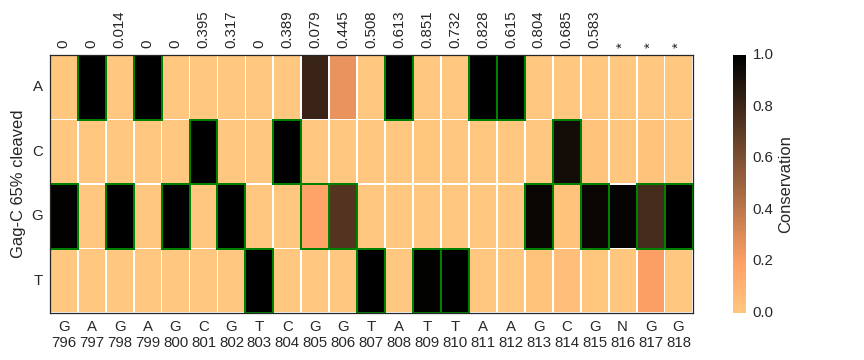 0 0 0.014 0 0 0.395 0.317 0 0.389 0.079 0.445 0.508 0.613 0.851 0.732 0.828 0.615 0.804 0.685 0.583 * * *
Gag-C 65% cleaved
A
C
G
T
G A G A G C G T C G G T A T T A A G C G N G G
796 797 798 799 800 801 802 803 804 805 806 807 808 809 810 811 812 813 814 815 816 817 818
1.0
0.8
0.6
0.4
0.2
0.0
Conservation